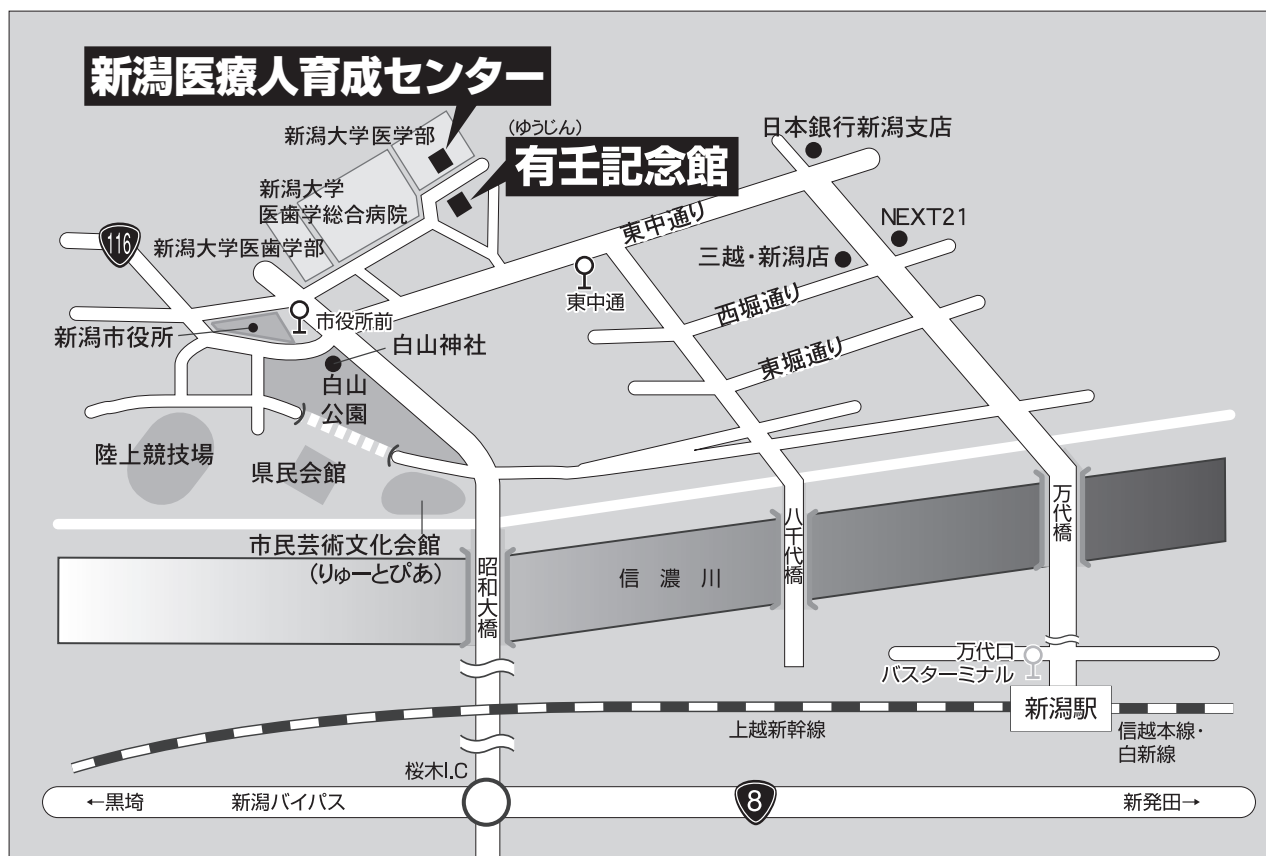 新潟医療人育成センター
新潟大学医学部
(ゆうじん)
有壬記念館
日本銀行新潟支店
新潟大学
医歯学総合病院
東中通り
NEXT21
116
新潟大学医歯学部
三越・新潟店
東中通
西堀通り
市役所前
新潟市役所
白山神社
東堀通り
白山
公園
陸上競技場
県民会館
万代橋
八千代橋
市民芸術文化会館
(りゅーとぴあ)
昭和大橋
信濃川
万代口
バスターミナル
新潟駅
上越新幹線
信越本線・
白新線
桜木I.C
←黒埼
新潟バイパス
8
新発田→